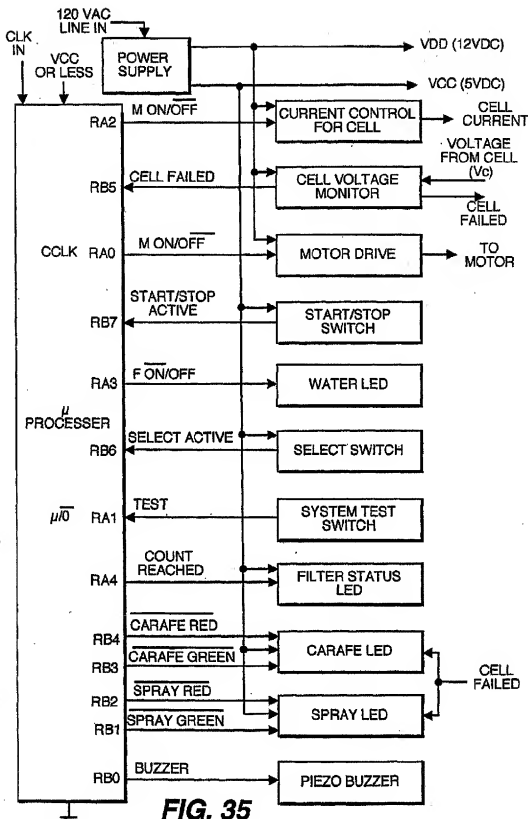 CLK
IN
120 VAC
LINE IN
VCC
OR LESS
POWER
SUPPLY
VDD (12VDC)
VCC (5VDC)
RA2
M ON/OFF
CURRENT CONTROL
FOR CELL
CELL
CURRENT
VOLTAGE
FROM CELL
(Vc)
RB5
CELL FAILED
CELL VOLTAGE
MONITOR
CELL
FAILED
CCLK
RA0
M ON/OFF
MOTOR DRIVE
TO
MOTOR
START/STOP
ACTIVE
RB7
START/STOP
SWITCH
RA3
F ON/OFF
WATER LED
μ
PROCESSER
SELECT ACTIVE
RB6
SELECT SWITCH
μ/0
RA1
TEST
SYSTEM TEST
SWITCH
COUNT
REACHED
RA4
FILTER STATUS
LED
RB4
CARAFE RED
RB3
CARAFE GREEN
CARAFE LED
RB2
SPRAY RED
RB1
SPRAY GREEN
SPRAY LED
CELL
FAILED
RB0
BUZZER
PIEZO BUZZER
FIG. 35